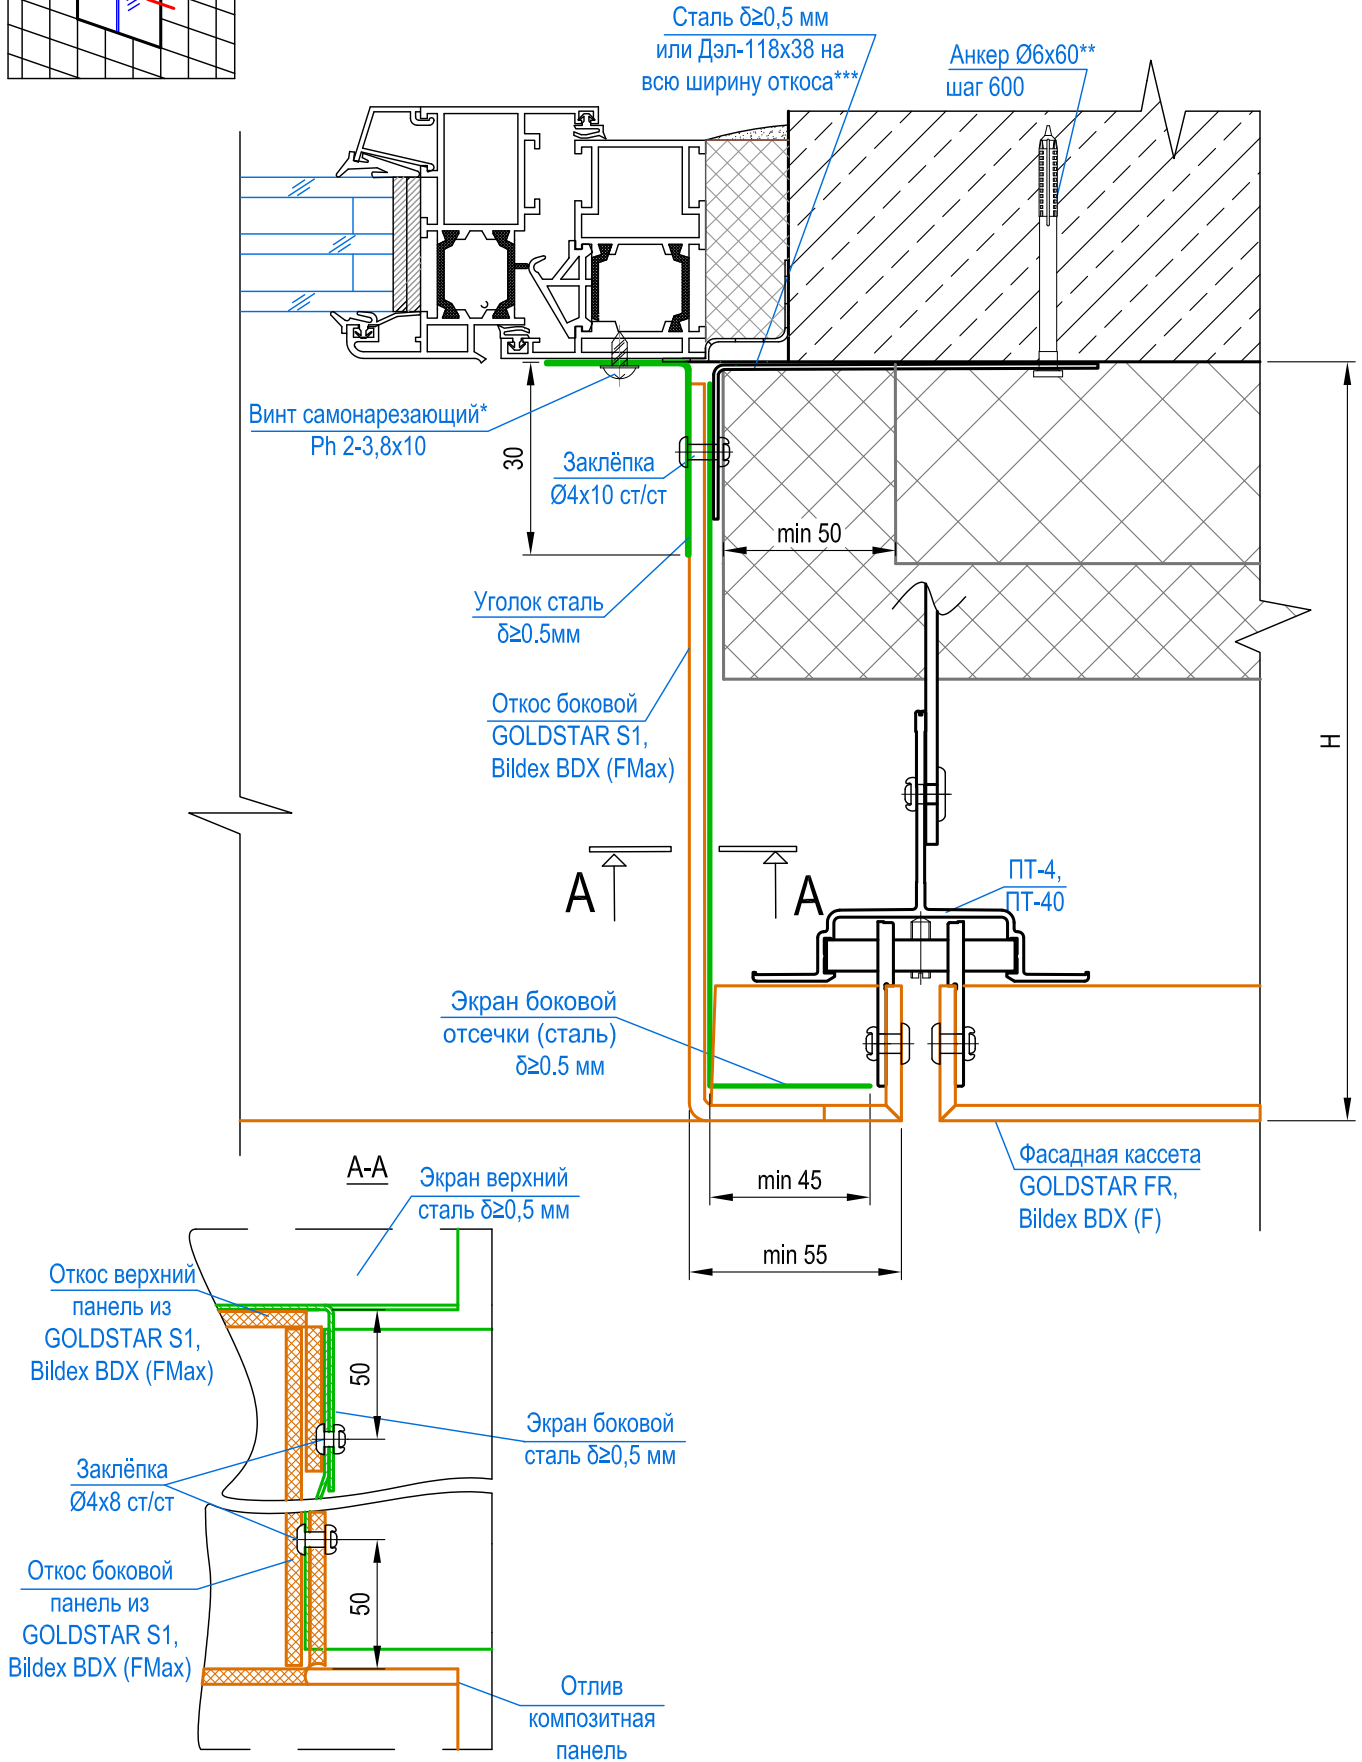 Сталь δ≥0,5 мм
или Дэл-118х38 на
всю ширину откоса***
Анкер Ø6х60**
шаг 600
Винт самонарезающий*
Ph 2-3,8x10
30
Заклёпка
Ø4х10 ст/ст
min 50
Уголок сталь
δ≥0.5мм
Откос боковой
GOLDSTAR S1,
Bildex BDX (FMax)
H
A
A
ПТ-4,
ПТ-40
Экран боковой
отсечки (сталь)
δ≥0.5 мм
Фасадная кассета
GOLDSTAR FR,
Bildex BDX (F)
min 45
min 55
А-А
Экран верхний
сталь δ≥0,5 мм
Откос верхний
панель из
GOLDSTAR S1,
Bildex BDX (FMax)
50
Экран боковой
сталь δ≥0,5 мм
Заклёпка
Ø4х8 ст/ст
Откос боковой
панель из
GOLDSTAR S1,
Bildex BDX (FMax)
50
Отлив
композитная
панель